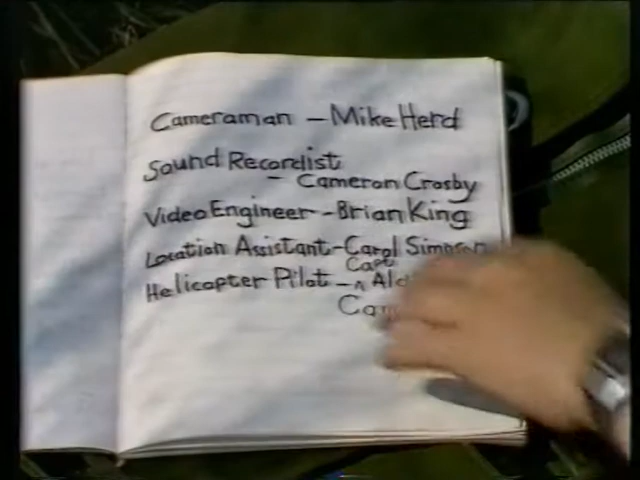 Cameraman - Mike Herd
Sound Recordist
- Cameron Crosby
Video Engineer - Brian King
Location Assistant - Carol Simpson
Capt
Helicopter Pilot - ^